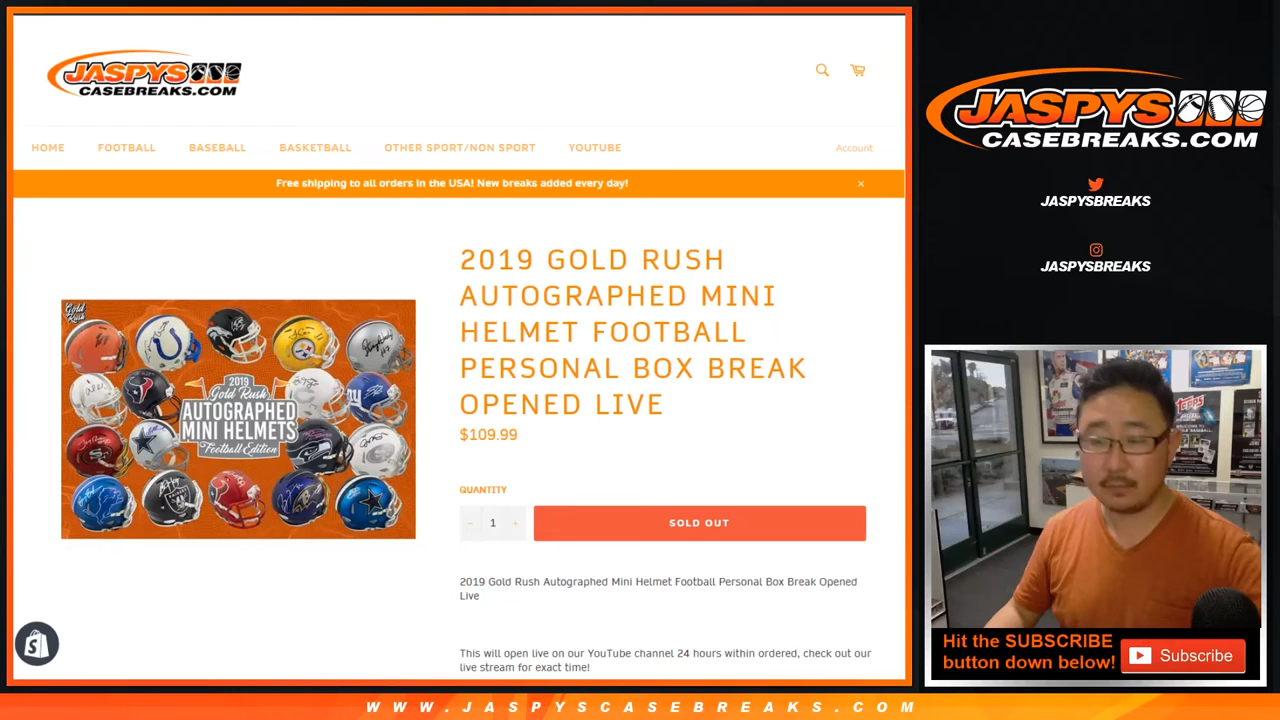 JASPYS
CASEBREAKS.COM
HOME FOOTBALL BASEBALL BASKETBALL OTHER SPORT/NON SPORT YOUTUBE Account
Free shipping to all orders in the USA! New breaks added every day! ×
2019 GOLD RUSH
AUTOGRAPHED MINI
HELMET FOOTBALL
PERSONAL BOX BREAK
OPENED LIVE
$109.99
Gold
Rush
2019
Gold Rush
AUTOGRAPHED
MINI HELMETS
Football Edition
QUANTITY
− 1 +
SOLD OUT
2019 Gold Rush Autographed Mini Helmet Football Personal Box Break Opened
Live
This will open live on our YouTube channel 24 hours within ordered, check out our
live stream for exact time!
JASPYS
CASEBREAKS.COM
JASPYSBREAKS
JASPYSBREAKS
TOPPS
Hit the SUBSCRIBE
button down below!
Subscribe
WWW.JASPYSCASEBREAKS.COM